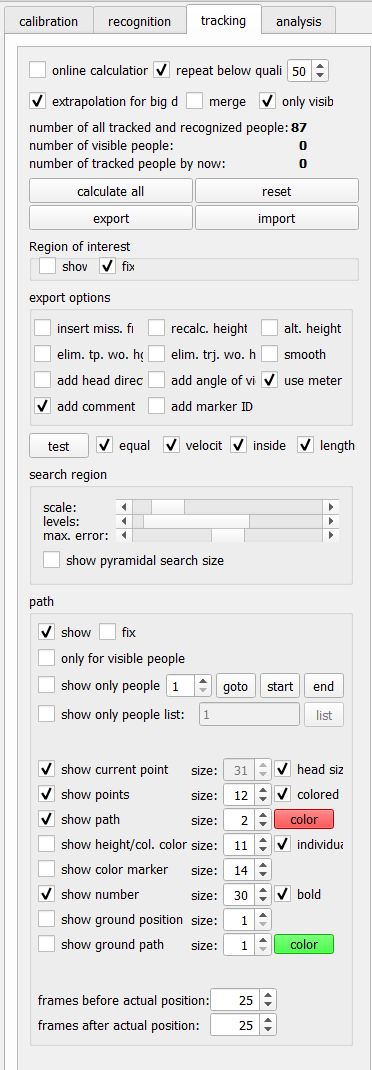 calibration recognition tracking analysis
online calculation repeat below quali 50
extrapolation for big d merge only visib
number of all tracked and recognized people: 87
number of visible people: 0
number of tracked people by now: 0
calculate all reset
export import
Region of interest
show fix
export options
insert miss. fr recalc. height alt. height
elim. tp. wo. he elim. trj. wo. h smooth
add head direc add angle of vi use meter
add comment add marker ID
test equal velocit inside length
search region
scale:
levels:
max. error:
show pyramidal search size
path
show fix
only for visible people
show only people 1 goto start end
show only people list: 1 list
show current point size: 31 head siz
show points size: 12 colored
show path size: 2 color
show height/col. color size: 11 individua
show color marker size: 14
show number size: 30 bold
show ground position size: 1
show ground path size: 1 color
frames before actual position: 25
frames after actual position: 25